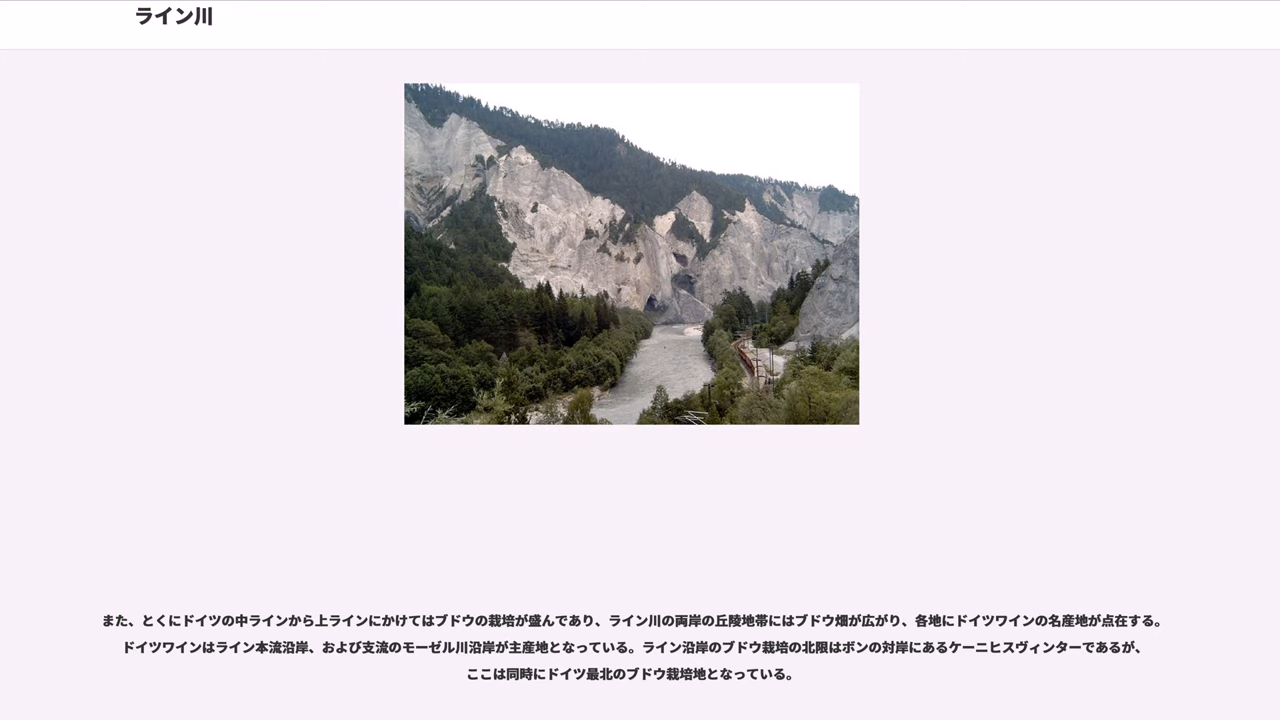 ライン川
また、とくにドイツの中ラインから上ラインにかけてはブドウの栽培が盛んであり、ライン川の両岸の丘陵地帯にはブドウ畑が広がり、各地にドイツワインの名産地が点在する。
ドイツワインはライン本流沿岸、および支流のモーゼル川沿岸が主産地となっている。ライン沿岸のブドウ栽培の北限はボンの対岸にあるケーニヒスヴィンターであるが、
ここは同時にドイツ最北のブドウ栽培地となっている。